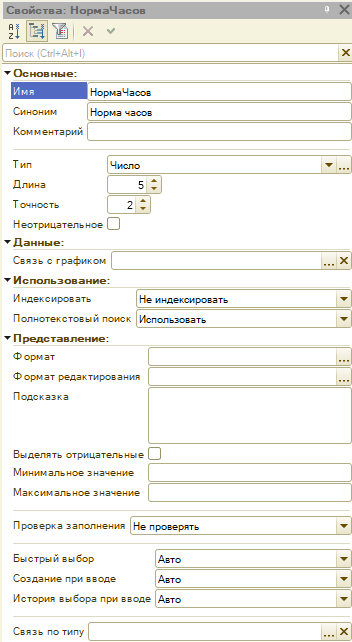 Свойства: НормаЧасов
Поиск (Ctrl+Alt+I)
Основные:
Имя НормаЧасов
Синоним Норма часов
Комментарий
Тип Число
Длина 5
Точность 2
Неотрицательное
Данные:
Связь с графиком
Использование:
Индексировать Не индексировать
Полнотекстовый поиск Использовать
Представление:
Формат
Формат редактирования
Подсказка
Выделять отрицательные
Минимальное значение
Максимальное значение
Проверка заполнения Не проверять
Быстрый выбор Авто
Создание при вводе Авто
История выбора при вводе Авто
Связь по типу